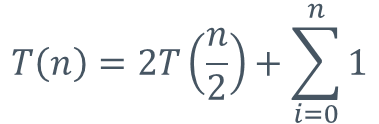 T(n) = 2T(n/2) + ∑_{i=0}^{n} 1